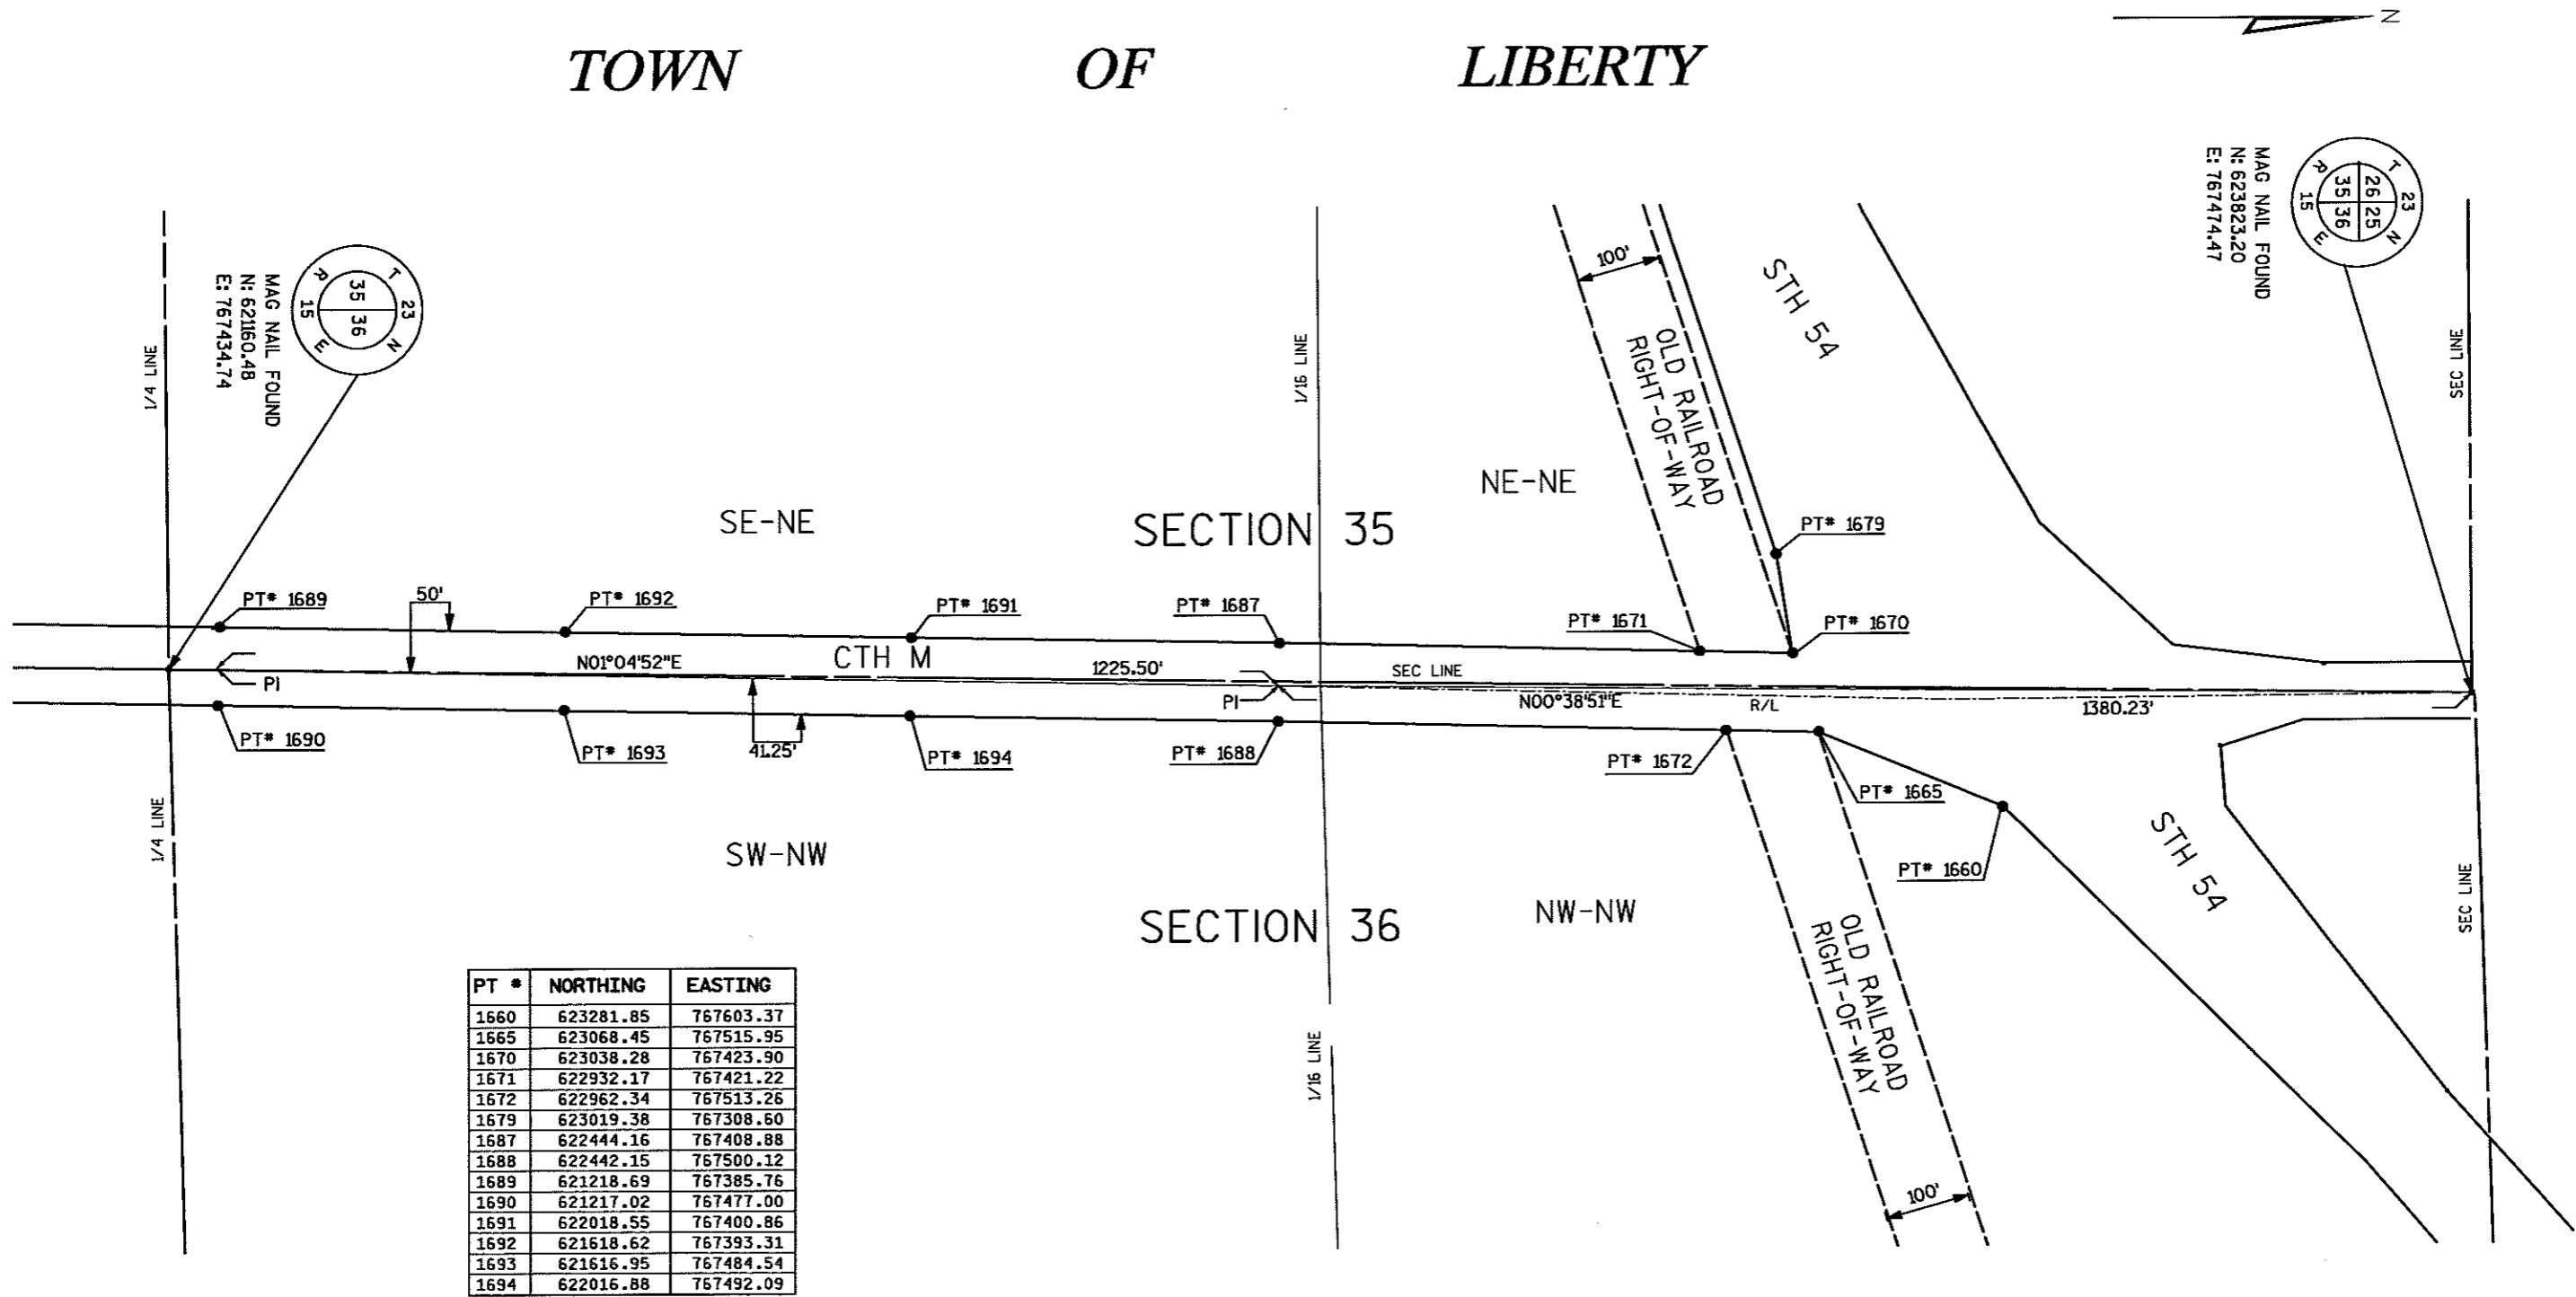 N
TOWN OF LIBERTY
T 23 N
26 25
35 36
R 15 E
MAG NAIL FOUND
N: 623823.20
E: 767474.47
T 23 N
35 36
R 15 E
MAG NAIL FOUND
N: 621160.48
E: 767434.74
1/4 LINE
1/16 LINE
SEC LINE
100'
STH 54
OLD RAILROAD
RIGHT-OF-WAY
NE-NE
SE-NE
SECTION 35
PT# 1679
PT# 1689
50'
PT# 1692
PT# 1691
PT# 1687
PT# 1671
PT# 1670
N01°04'52"E
CTH M
1225.50'
SEC LINE
PI
PI
N00°38'51"E
R/L
1380.23'
PT# 1690
PT# 1693
41.25'
PT# 1694
PT# 1688
PT# 1672
PT# 1665
PT# 1660
1/4 LINE
SW-NW
SECTION 36
NW-NW
STH 54
SEC LINE
OLD RAILROAD
RIGHT-OF-WAY
1/16 LINE
100'
PT # NORTHING EASTING
1660 623281.85 767603.37
1665 623068.45 767515.95
1670 623038.28 767423.90
1671 622932.17 767421.22
1672 622962.34 767513.26
1679 623019.38 767308.60
1687 622444.16 767408.88
1688 622442.15 767500.12
1689 621218.69 767385.76
1690 621217.02 767477.00
1691 622018.55 767400.86
1692 621618.62 767393.31
1693 621616.95 767484.54
1694 622016.88 767492.09